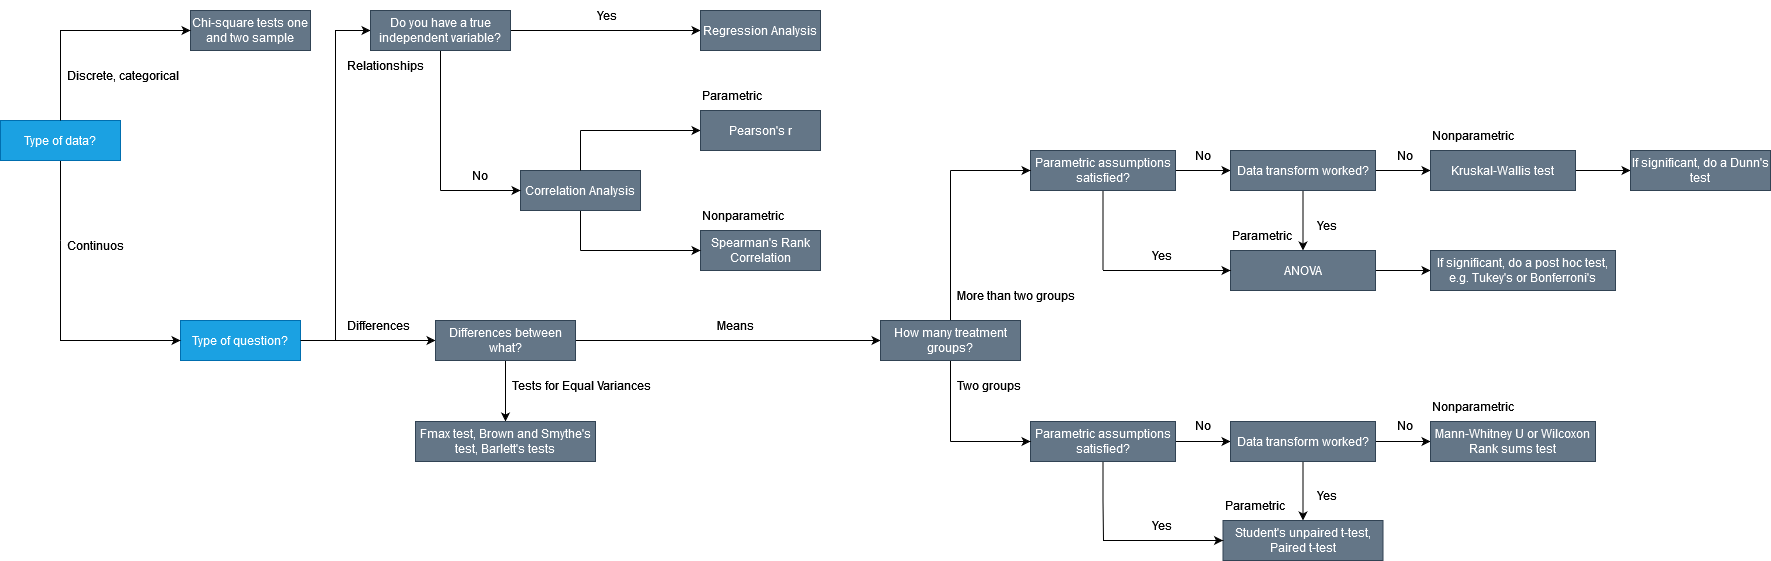 Chi-square tests one
and two sample
Discrete, categorical
Type of data?
Continuos
Type of question?
Relationships
Do you have a true
independent variable?
Yes
Regression Analysis
No
Correlation Analysis
Parametric
Pearson's r
Nonparametric
Spearman's Rank
Correlation
Differences
Differences between
what?
Tests for Equal Variances
Fmax test, Brown and Smythe's
test, Barlett's tests
Means
How many treatment
groups?
More than two groups
Parametric assumptions
satisfied?
No
Data transform worked?
No
Nonparametric
Kruskal-Wallis test
If significant, do a Dunn's
test
Yes
Yes
Parametric
ANOVA
If significant, do a post hoc test,
e.g. Tukey's or Bonferroni's
Two groups
Parametric assumptions
satisfied?
No
Data transform worked?
No
Nonparametric
Mann-Whitney U or Wilcoxon
Rank sums test
Yes
Yes
Parametric
Student's unpaired t-test,
Paired t-test